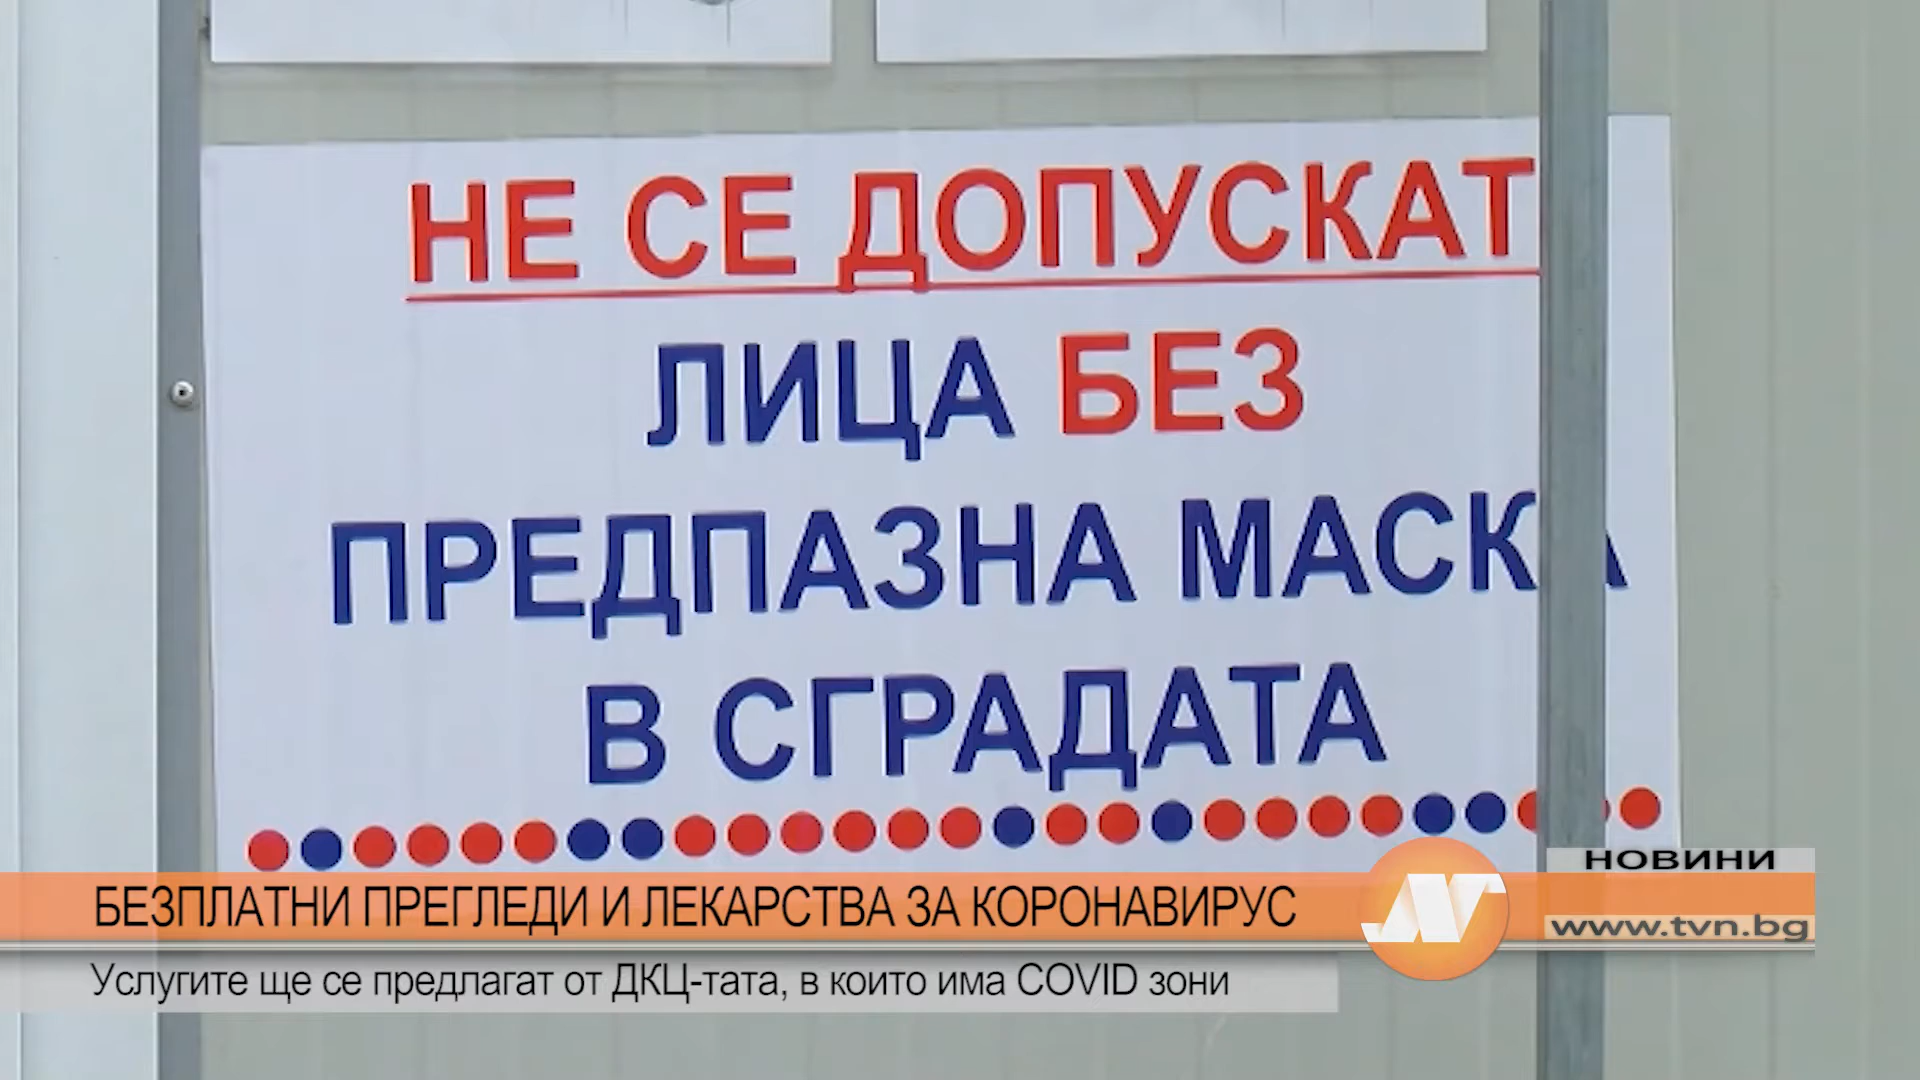 НЕ СЕ ДОПУСКАТ
ЛИЦА БЕЗ
ПРЕДПАЗНА МАСКА
В СГРАДАТА
БЕЗПЛАТНИ ПРЕГЛЕДИ И ЛЕКАРСТВА ЗА КОРОНАВИРУС
Услугите ще се предлагат от ДКЦ-тата, в които има COVID зони
НОВИНИ
www.tvn.bg